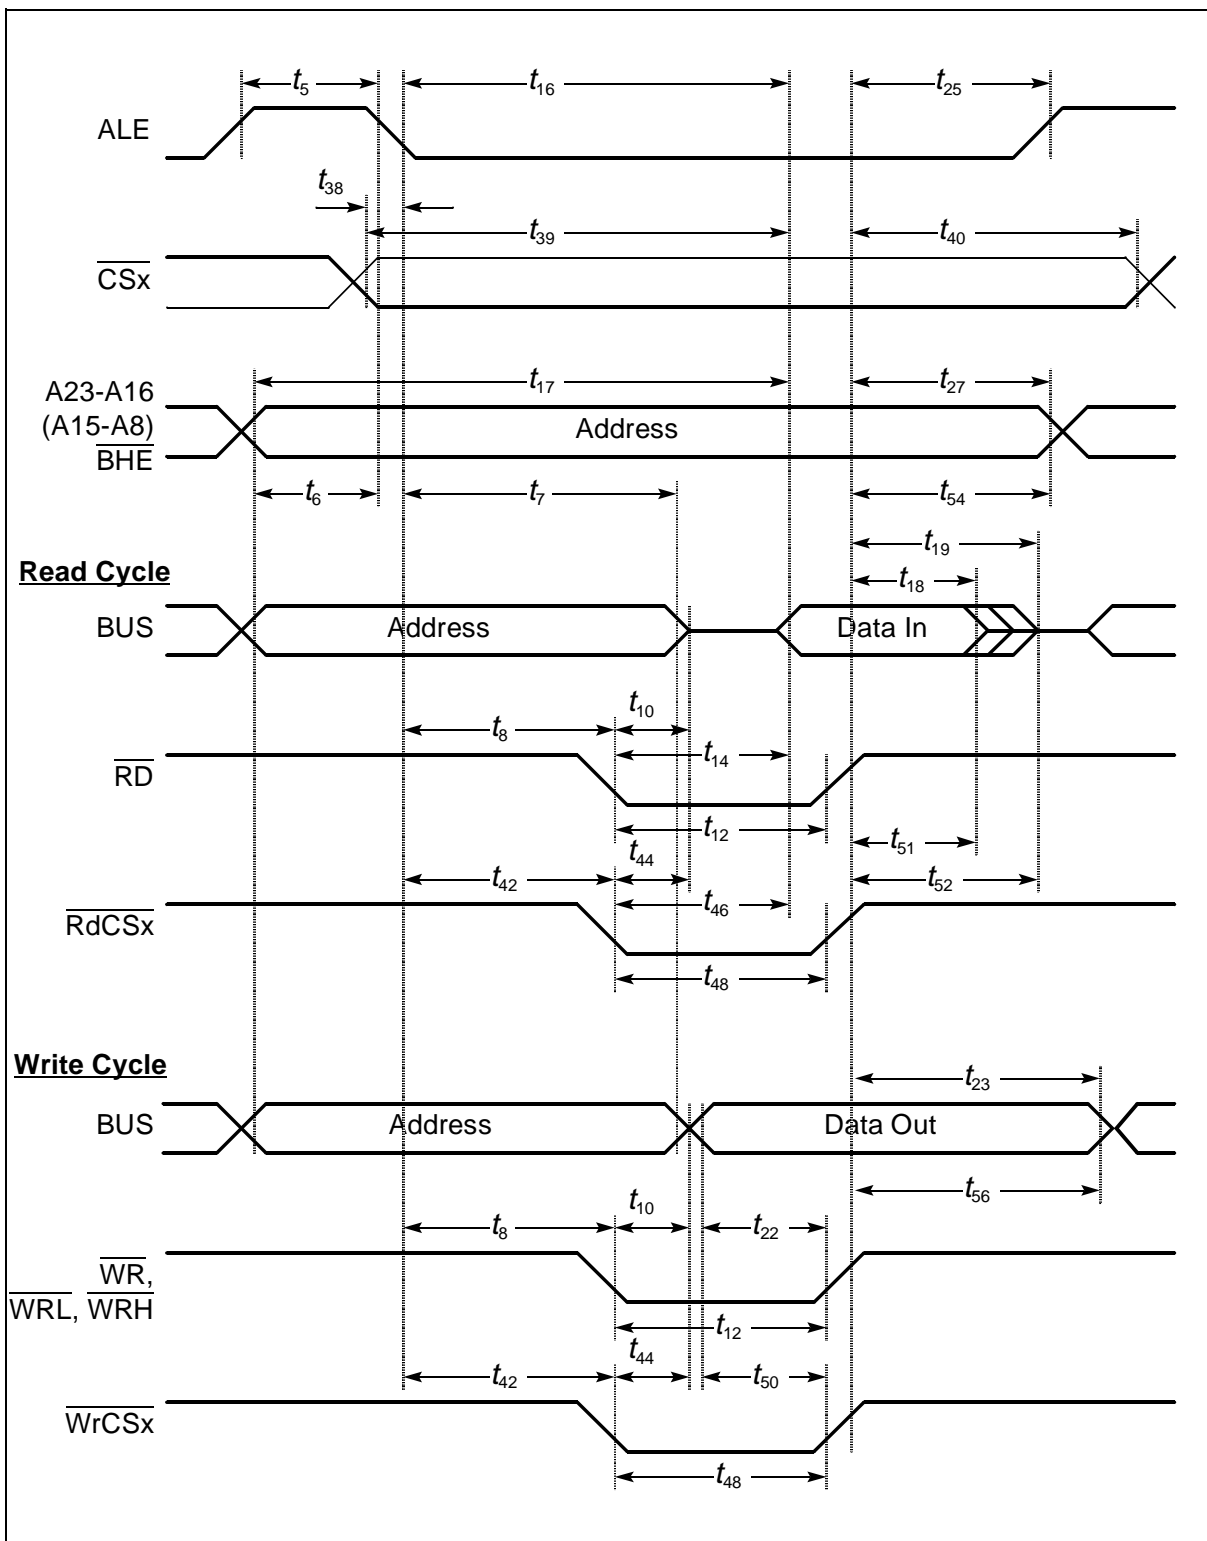 t5 t16 t25
ALE
t38
t39 t40
CSx
A23-A16
(A15-A8)
BHE
t17 t27
Address
t6 t7 t54
t19
Read Cycle
t18
BUS Address Data In
t10
t8
t14
RD
t12 t51
t44
t42 t52
t46
RdCSx
t48
Write Cycle
t23
BUS Address Data Out
t56
t10
t8 t22
WR,
WRL, WRH
t12
t44
t42 t50
WrCSx
t48